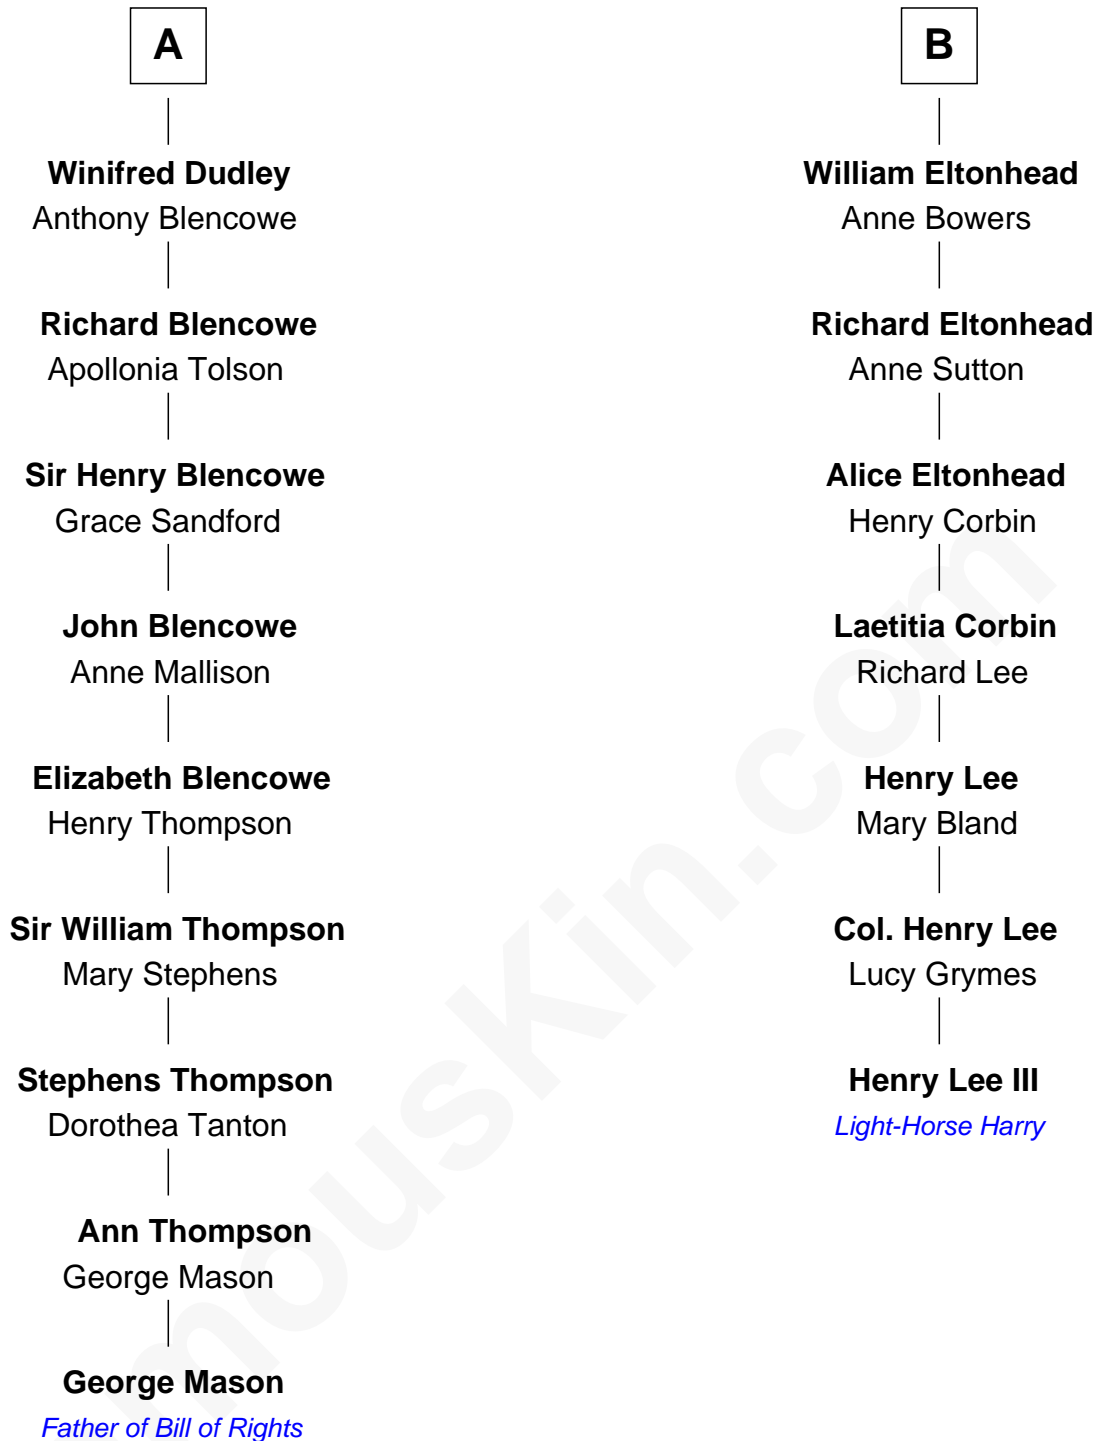 A
Winifred Dudley
Anthony Blencowe
Richard Blencowe
Apollonia Tolson
Sir Henry Blencowe
Grace Sandford
John Blencowe
Anne Mallison
Elizabeth Blencowe
Henry Thompson
Sir William Thompson
Mary Stephens
Stephens Thompson
Dorothea Tanton
Ann Thompson
George Mason
George Mason
Father of Bill of Rights
B
William Eltonhead
Anne Bowers
Richard Eltonhead
Anne Sutton
Alice Eltonhead
Henry Corbin
Laetitia Corbin
Richard Lee
Henry Lee
Mary Bland
Col. Henry Lee
Lucy Grymes
Henry Lee III
Light-Horse Harry
mousKin.com